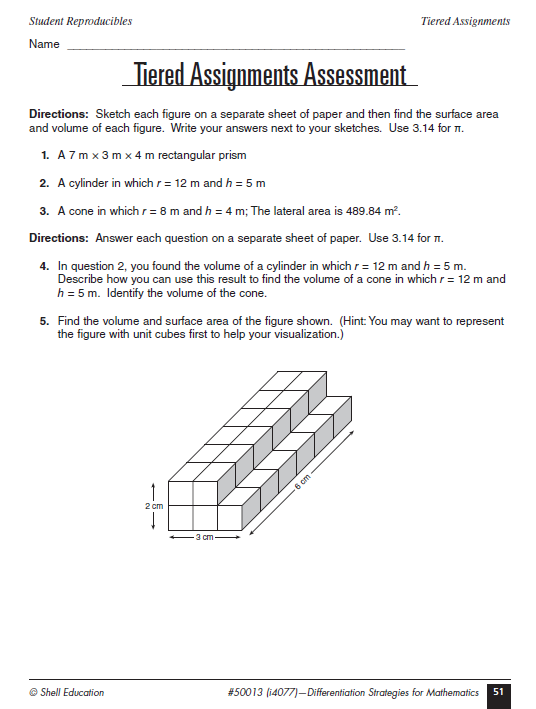 Student Reproducibles
Tiered Assignments
Name
Tiered Assignments Assessment
Directions: Sketch each figure on a separate sheet of paper and then find the surface area
and volume of each figure. Write your answers next to your sketches. Use 3.14 for π.
1. A 7 m × 3 m × 4 m rectangular prism
2. A cylinder in which r = 12 m and h = 5 m
3. A cone in which r = 8 m and h = 4 m; The lateral area is 489.84 m².
Directions: Answer each question on a separate sheet of paper. Use 3.14 for π.
4. In question 2, you found the volume of a cylinder in which r = 12 m and h = 5 m.
Describe how you can use this result to find the volume of a cone in which r = 12 m and
h = 5 m. Identify the volume of the cone.
5. Find the volume and surface area of the figure shown. (Hint: You may want to represent
the figure with unit cubes first to help your visualization.)
2 cm
3 cm
6 cm
© Shell Education
#50013 (i4077)—Differentiation Strategies for Mathematics
51